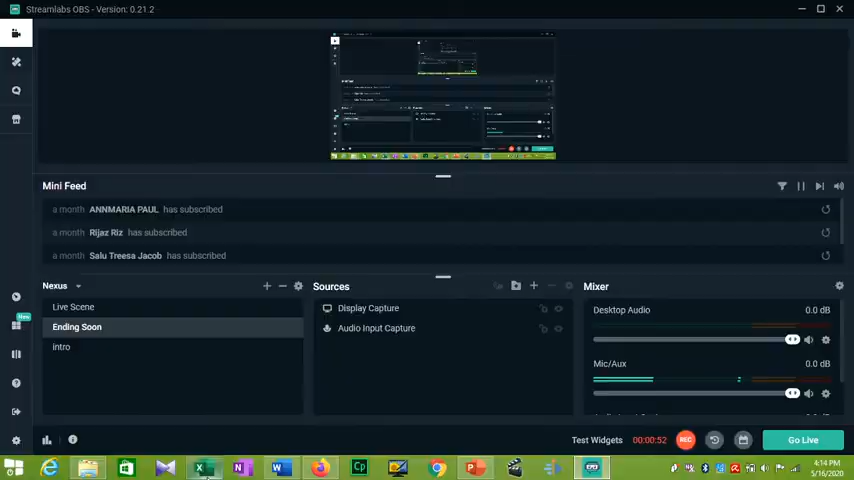 Streamlabs OBS - Version: 0.21.2
Mini Feed
a month ANNMARIA PAUL has subscribed
a month Rijaz Riz has subscribed
a month Salu Treesa Jacob has subscribed
Nexus
Sources
Mixer
Live Scene
Ending Soon
intro
Display Capture
Audio Input Capture
Desktop Audio 0.0 dB
Mic/Aux 0.0 dB
New
Test Widgets 00:00:52 REC Go Live
4:14 PM
5/16/2020